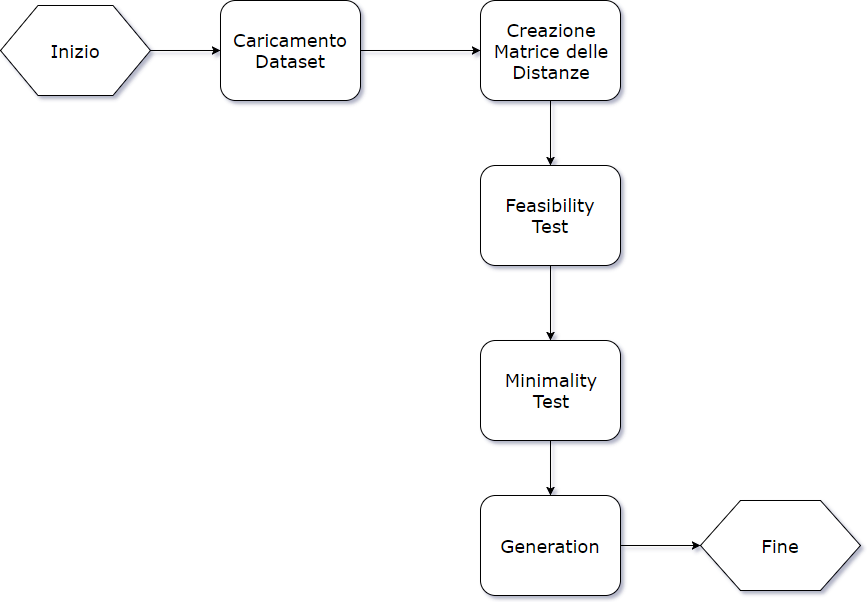 Inizio
Caricamento
Dataset
Creazione
Matrice delle
Distanze
Feasibility
Test
Minimality
Test
Generation
Fine